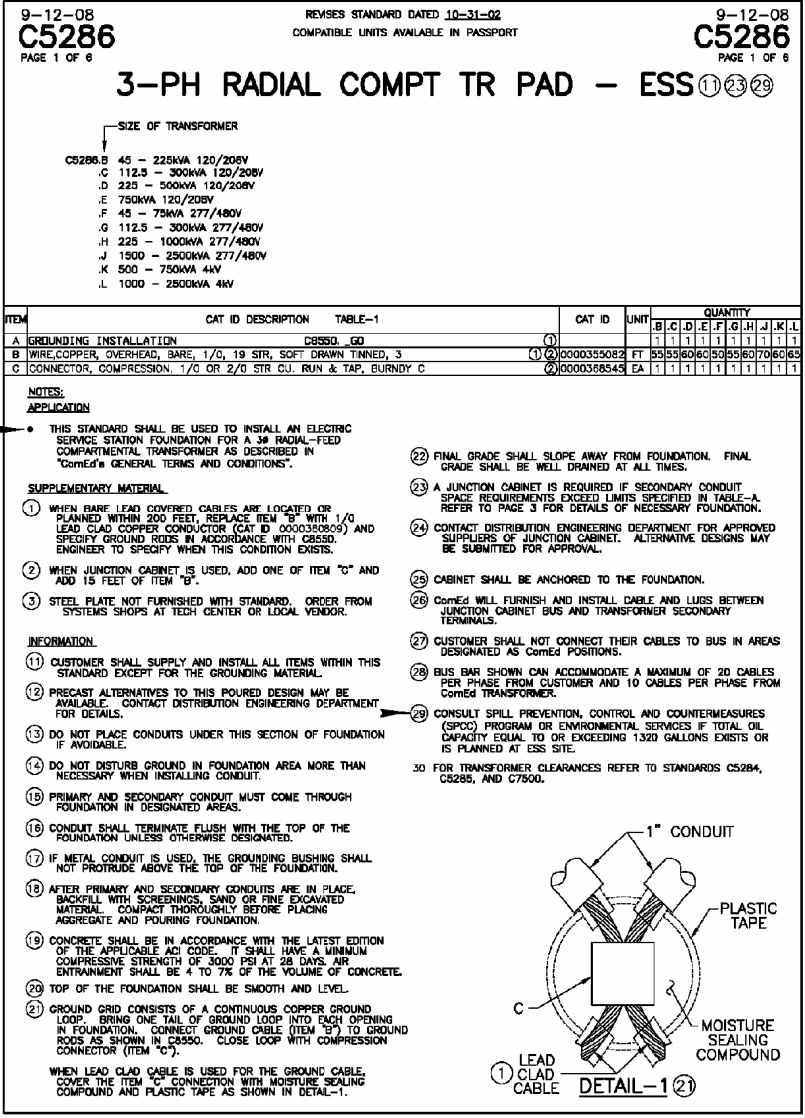 9-12-08
C5286
PAGE 1 OF 6
REVISES STANDARD DATED 10-31-02
COMPATIBLE UNITS AVAILABLE IN PASSPORT
9-12-08
C5286
PAGE 1 OF 6
3-PH RADIAL COMPT TR PAD - ESS 11 23 29
SIZE OF TRANSFORMER
C5286.B 45 - 225kVA 120/208V
.C 112.5 - 300kVA 120/208V
.D 225 - 500kVA 120/208V
.E 750kVA 120/208V
.F 45 - 75kVA 277/480V
.G 112.5 - 300kVA 277/480V
.H 225 - 1000kVA 277/480V
.J 1500 - 2500kVA 277/480V
.K 500 - 750kVA 4kV
.L 1000 - 2500kVA 4kV
ITEM CAT ID DESCRIPTION TABLE-1 CAT ID UNIT QUANTITY
.B .C .D .E .F .G .H .J .K .L
A GROUNDING INSTALLATION C8550. _GO 1 1 1 1 1 1 1 1 1 1 1
B WIRE,COPPER, OVERHEAD, BARE, 1/0, 19 STR, SOFT DRAWN TINNED, 3 1 2 0000355082 FT 55 55 60 60 50 55 60 70 60 65
C CONNECTOR, COMPRESSION, 1/0 OR 2/0 STR CU. RUN & TAP, BURNDY C 2 0000368545 EA 1 1 1 1 1 1 1 1 1 1
NOTES:
APPLICATION
• THIS STANDARD SHALL BE USED TO INSTALL AN ELECTRIC
SERVICE STATION FOUNDATION FOR A 3ø RADIAL-FEED
COMPARTMENTAL TRANSFORMER AS DESCRIBED IN
"ComEd's GENERAL TERMS AND CONDITIONS".
SUPPLEMENTARY MATERIAL
1 WHEN BARE LEAD COVERED CABLES ARE LOCATED OR
PLANNED WITHIN 200 FEET, REPLACE ITEM "B" WITH 1/0
LEAD CLAD COPPER CONDUCTOR (CAT ID 0000380809) AND
SPECIFY GROUND RODS IN ACCORDANCE WITH C8550.
ENGINEER TO SPECIFY WHEN THIS CONDITION EXISTS.
2 WHEN JUNCTION CABINET IS USED, ADD ONE OF ITEM "C" AND
ADD 15 FEET OF ITEM "B".
3 STEEL PLATE NOT FURNISHED WITH STANDARD. ORDER FROM
SYSTEMS SHOPS AT TECH CENTER OR LOCAL VENDOR.
INFORMATION
11 CUSTOMER SHALL SUPPLY AND INSTALL ALL ITEMS WITHIN THIS
STANDARD EXCEPT FOR THE GROUNDING MATERIAL.
12 PRECAST ALTERNATIVES TO THIS POURED DESIGN MAY BE
AVAILABLE. CONTACT DISTRIBUTION ENGINEERING DEPARTMENT
FOR DETAILS.
13 DO NOT PLACE CONDUITS UNDER THIS SECTION OF FOUNDATION
IF AVOIDABLE.
14 DO NOT DISTURB GROUND IN FOUNDATION AREA MORE THAN
NECESSARY WHEN INSTALLING CONDUIT.
15 PRIMARY AND SECONDARY CONDUIT MUST COME THROUGH
FOUNDATION IN DESIGNATED AREAS.
16 CONDUIT SHALL TERMINATE FLUSH WITH THE TOP OF THE
FOUNDATION UNLESS OTHERWISE DESIGNATED.
17 IF METAL CONDUIT IS USED, THE GROUNDING BUSHING SHALL
NOT PROTRUDE ABOVE THE TOP OF THE FOUNDATION.
18 AFTER PRIMARY AND SECONDARY CONDUITS ARE IN PLACE,
BACKFILL WITH SCREENINGS, SAND OR FINE EXCAVATED
MATERIAL. COMPACT THOROUGHLY BEFORE PLACING
AGGREGATE AND POURING FOUNDATION.
19 CONCRETE SHALL BE IN ACCORDANCE WITH THE LATEST EDITION
OF THE APPLICABLE ACI CODE. IT SHALL HAVE A MINIMUM
COMPRESSIVE STRENGTH OF 3000 PSI AT 28 DAYS. AIR
ENTRAINMENT SHALL BE 4 TO 7% OF THE VOLUME OF CONCRETE.
20 TOP OF THE FOUNDATION SHALL BE SMOOTH AND LEVEL.
21 GROUND GRID CONSISTS OF A CONTINUOUS COPPER GROUND
LOOP. BRING ONE TAIL OF GROUND LOOP INTO EACH OPENING
IN FOUNDATION. CONNECT GROUND CABLE (ITEM "B") TO GROUND
RODS AS SHOWN IN C8550. CLOSE LOOP WITH COMPRESSION
CONNECTOR (ITEM "C").
WHEN LEAD CLAD CABLE IS USED FOR THE GROUND CABLE,
COVER THE ITEM "C" CONNECTION WITH MOISTURE SEALING
COMPOUND AND PLASTIC TAPE AS SHOWN IN DETAIL-1.
22 FINAL GRADE SHALL SLOPE AWAY FROM FOUNDATION. FINAL
GRADE SHALL BE WELL DRAINED AT ALL TIMES.
23 A JUNCTION CABINET IS REQUIRED IF SECONDARY CONDUIT
SPACE REQUIREMENTS EXCEED LIMITS SPECIFIED IN TABLE-A.
REFER TO PAGE 3 FOR DETAILS OF NECESSARY FOUNDATION.
24 CONTACT DISTRIBUTION ENGINEERING DEPARTMENT FOR APPROVED
SUPPLIERS OF JUNCTION CABINET. ALTERNATIVE DESIGNS MAY
BE SUBMITTED FOR APPROVAL.
25 CABINET SHALL BE ANCHORED TO THE FOUNDATION.
26 ComEd WILL FURNISH AND INSTALL CABLE AND LUGS BETWEEN
JUNCTION CABINET BUS AND TRANSFORMER SECONDARY
TERMINALS.
27 CUSTOMER SHALL NOT CONNECT THEIR CABLES TO BUS IN AREAS
DESIGNATED AS ComEd POSITIONS.
28 BUS BAR SHOWN CAN ACCOMMODATE A MAXIMUM OF 20 CABLES
PER PHASE FROM CUSTOMER AND 10 CABLES PER PHASE FROM
ComEd TRANSFORMER.
29 CONSULT SPILL PREVENTION, CONTROL AND COUNTERMEASURES
(SPCC) PROGRAM OR ENVIRONMENTAL SERVICES IF TOTAL OIL
CAPACITY EQUAL TO OR EXCEEDING 1320 GALLONS EXISTS OR
IS PLANNED AT ESS SITE.
30 FOR TRANSFORMER CLEARANCES REFER TO STANDARDS C5284,
C5285, AND C7500.
1" CONDUIT
PLASTIC
TAPE
C
MOISTURE
SEALING
COMPOUND
1 LEAD
CLAD
CABLE
DETAIL-1 21